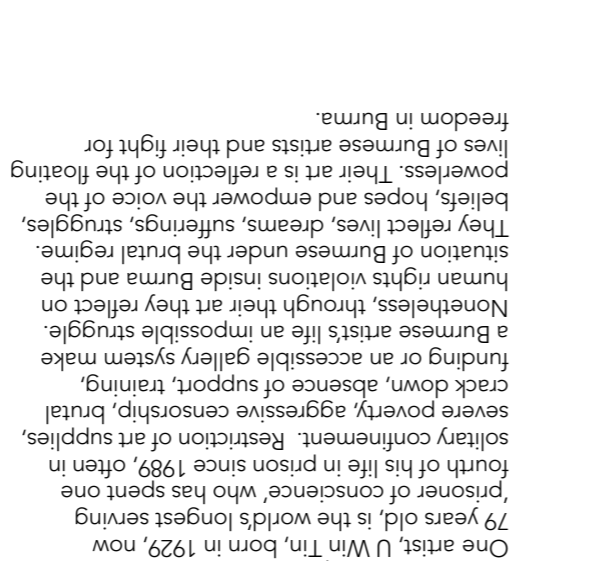 One artist, U Win Tin, born in 1929, now
79 years old, is the world's longest serving
'prisoner of conscience' who has spent one
fourth of his life in prison since 1989, often in
solitary confinement. Restriction of art supplies,
severe poverty, aggressive censorship, brutal
crack down, absence of support, training,
funding or an accessible gallery system make
a Burmese artist's life an impossible struggle.
Nonetheless, through their art they reflect on
human rights violations inside Burma and the
situation of Burmese under the brutal regime.
They reflect lives, dreams, sufferings, struggles,
beliefs, hopes and empower the voice of the
powerless. Their art is a reflection of the floating
lives of Burmese artists and their fight for
freedom in Burma.